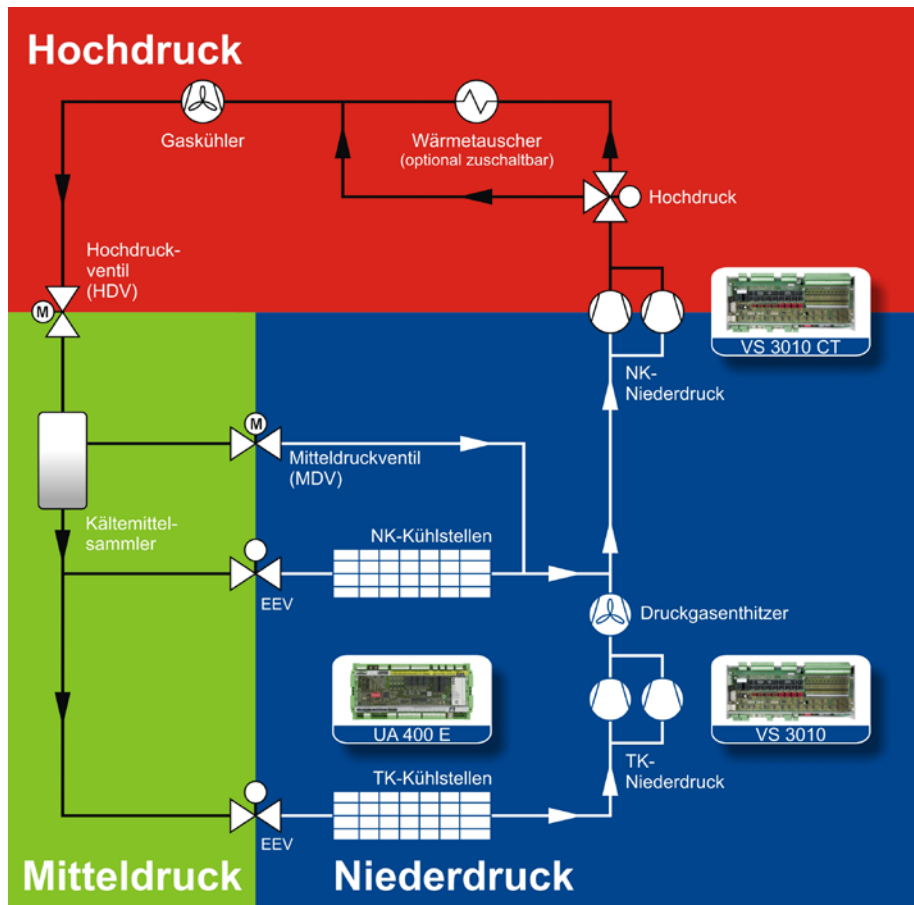 Hochdruck
Gaskühler
Wärmetauscher
(optional zuschaltbar)
Hochdruck
Hochdruck-
ventil
(HDV)
M
VS 3010 CT
NK-
Niederdruck
M
Mitteldruckventil
(MDV)
Kältemittel-
sammler
NK-Kühlstellen
EEV
Druckgasenthitzer
UA 400 E
VS 3010
TK-
Niederdruck
TK-Kühlstellen
EEV
Mitteldruck
Niederdruck